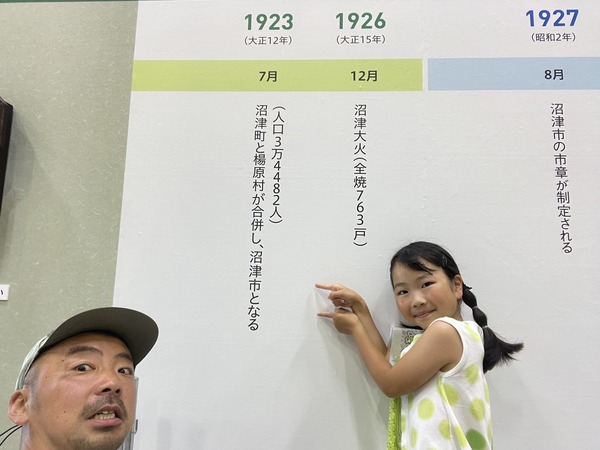 1923
(大正12年)
7月
沼津町と楊原村が合併し、沼津市となる
(人口3万4482人)
1926
(大正15年)
12月
沼津大火(全焼763戸)
1927
(昭和2年)
8月
沼津市の市章が制定される
い